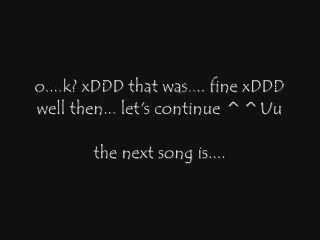 o....k? xDDD that was.... fine xDDD
well then... let's continue ^^Uu
the next song is....